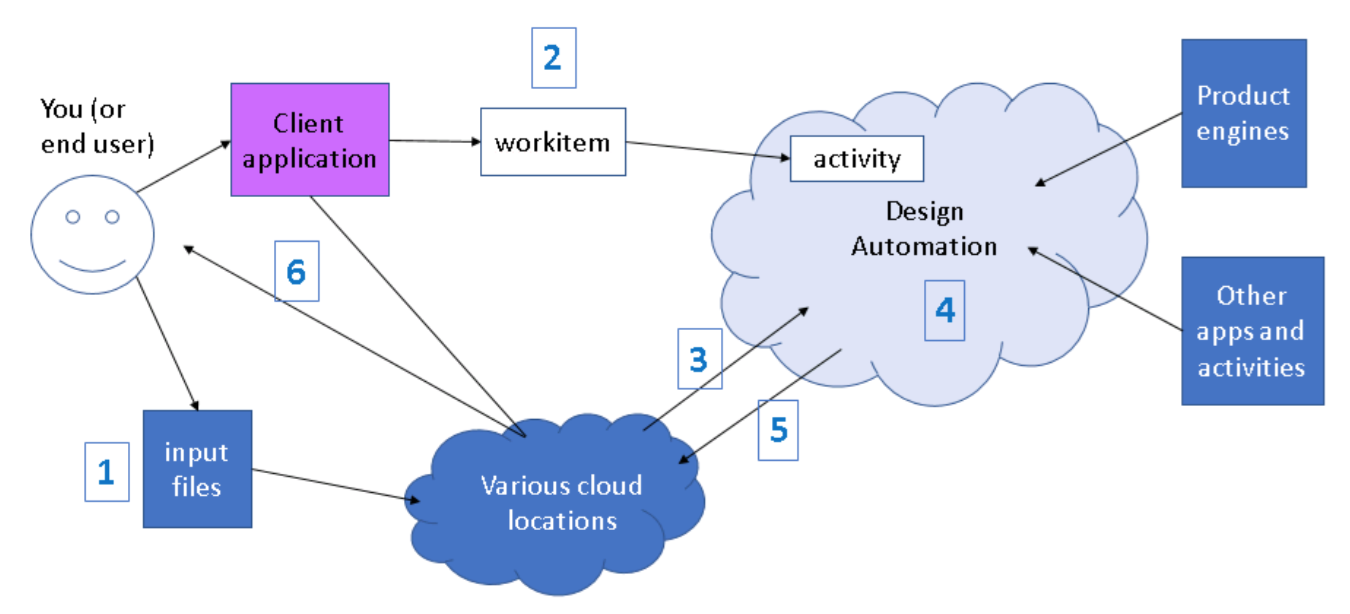 2
You (or
end user)
Client
application
workitem
activity
Product
engines
Design
Automation
6
4
Other
apps and
activities
3
5
1
input
files
Various cloud
locations